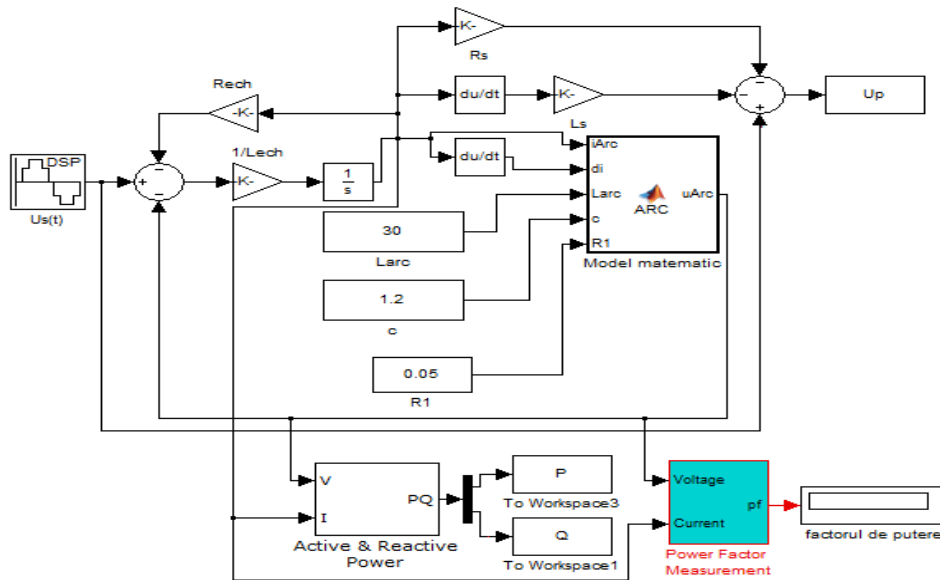 K-
Rs
Rech
-K-
du/dt
K-
Ls
Up
1/Lech
K-
1
s
du/dt
DSP
Us(t)
iArc
di
Larc
c
R1
ARC
uArc
Model matematic
30
Larc
1.2
c
0.05
R1
V
I
PQ
Active & Reactive
Power
P
To Workspace3
Q
To Workspace1
Voltage
Current
pf
Power Factor
Measurement
factorul de putere